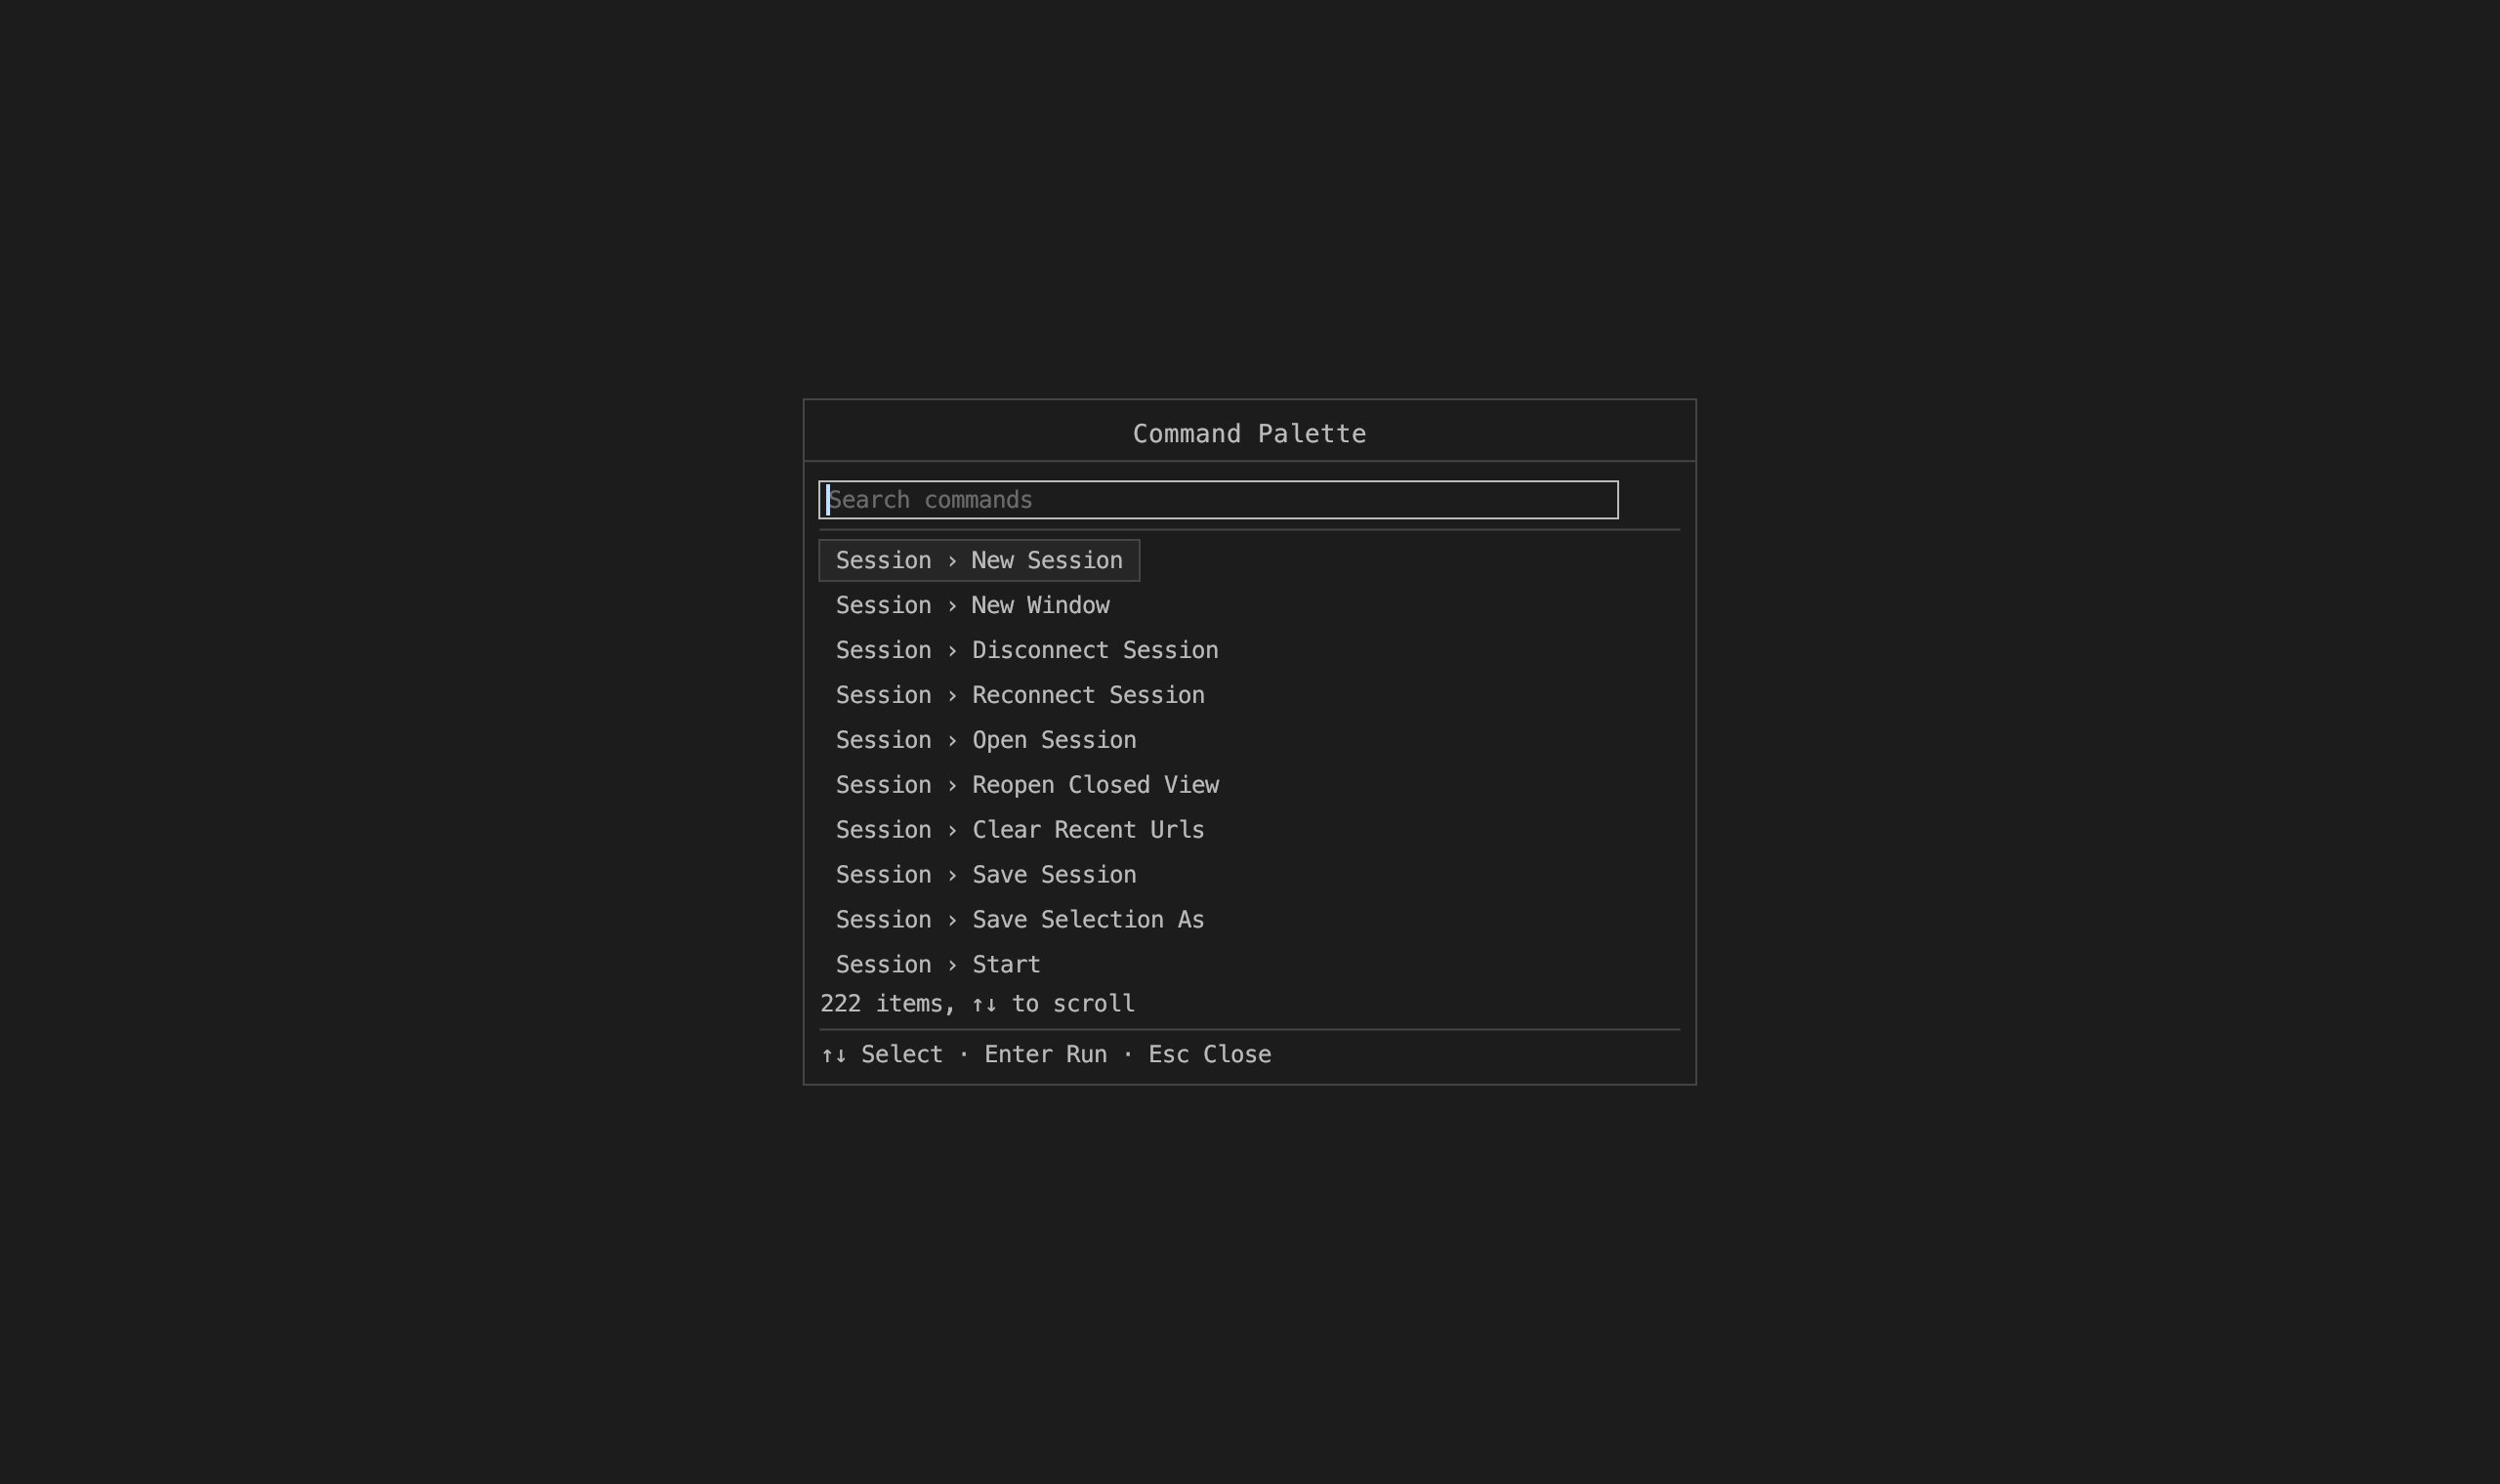 Command Palette
Search commands
Session › New Session
Session › New Window
Session › Disconnect Session
Session › Reconnect Session
Session › Open Session
Session › Reopen Closed View
Session › Clear Recent Urls
Session › Save Session
Session › Save Selection As
Session › Start
222 items, ↑↓ to scroll
↑↓ Select · Enter Run · Esc Close